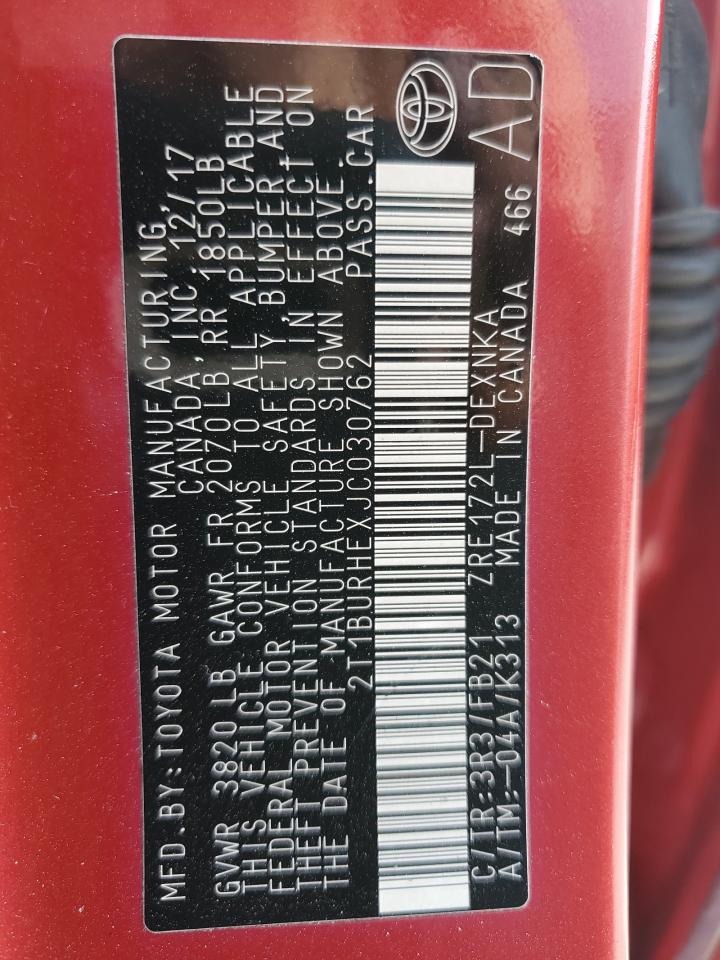 MFD.BY:TOYOTA MOTOR MANUFACTURING,
CANADA,INC. 12/17
GVWR 3820 LB GAWR FR 2070LB RR 1850LB
THIS VEHICLE CONFORMS TO ALL APPLICABLE
FEDERAL MOTOR VEHICLE SAFETY, BUMPER AND
THEFT PREVENTION STANDARDS IN EFFECT ON
THE DATE OF MANUFACTURE SHOWN ABOVE
2T1BURHEXJC030762 PASS CAR
C/TR:3R3/FB21 ZRE172L-DEXNKA
A/TM:-04A/K313 MADE IN CANADA 466
AD